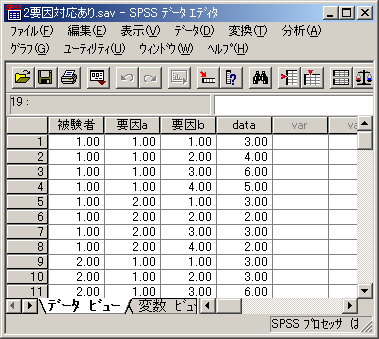 2要因対応あり.sav - SPSS データ エディタ
ファイル(F) 編集(E) 表示(V) データ(D) 変換(T) 分析(A)
グラフ(G) ユーティリティ(U) ウィンドウ(W) ヘルプ(H)
19 :
被験者 要因a 要因b data var va
1 1.00 1.00 1.00 3.00
2 1.00 1.00 2.00 4.00
3 1.00 1.00 3.00 6.00
4 1.00 1.00 4.00 5.00
5 1.00 2.00 1.00 3.00
6 1.00 2.00 2.00 2.00
7 1.00 2.00 3.00 3.00
8 1.00 2.00 4.00 2.00
9 2.00 1.00 1.00 3.00
10 2.00 1.00 2.00 3.00
11 2.00 1.00 3.00 6.00
データ ビュー 変数 ビュ
SPSS プロセッサ は